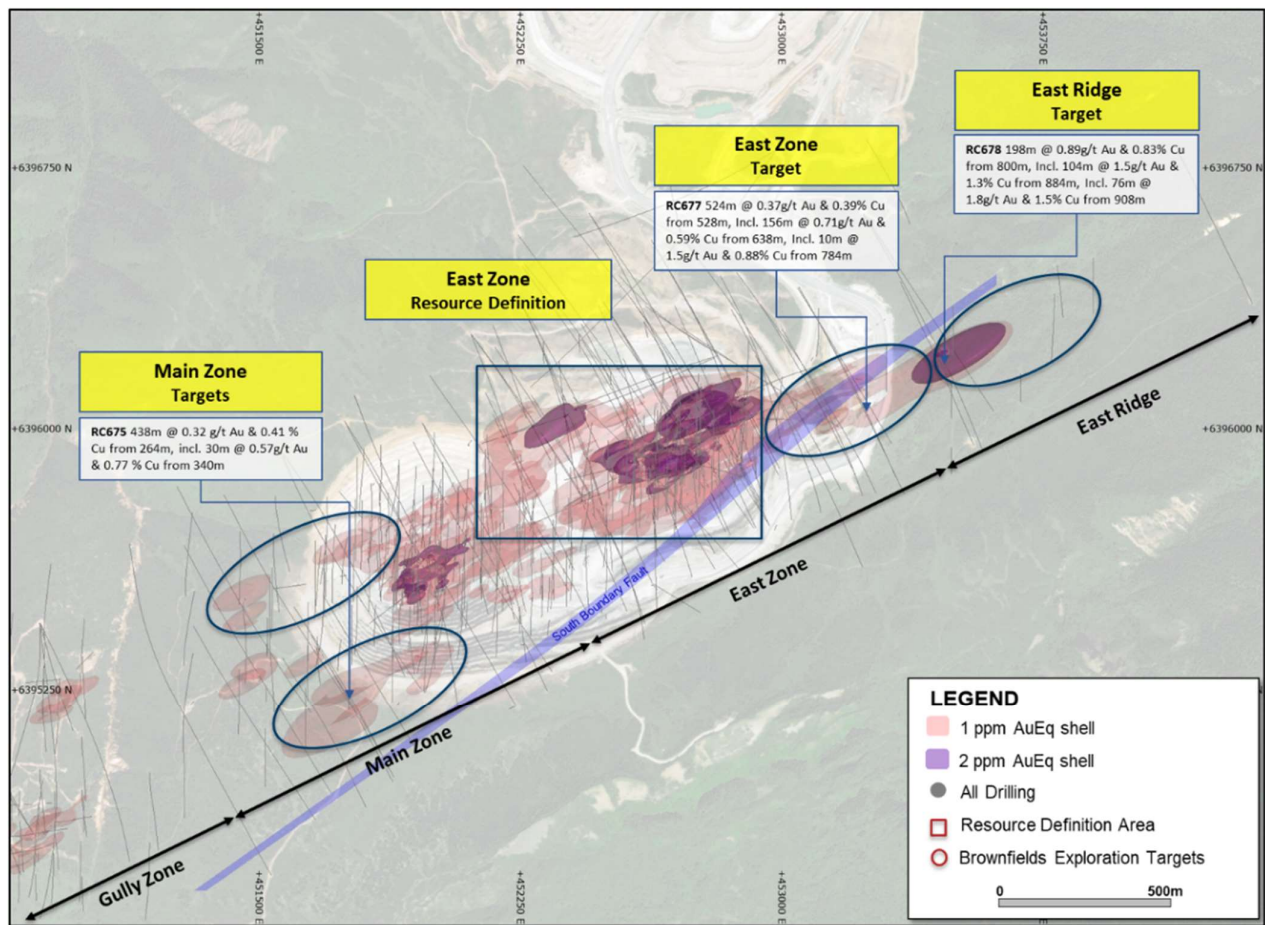 +451500 E
+452250 E
+453000 E
+453750 E
East Ridge
Target
RC678 198m @ 0.89g/t Au & 0.83% Cu
from 800m, Incl. 104m @ 1.5g/t Au &
1.3% Cu from 884m, Incl. 76m @
1.8g/t Au & 1.5% Cu from 908m
East Zone
Target
RC677 524m @ 0.37g/t Au & 0.39% Cu
from 528m, Incl. 156m @ 0.71g/t Au &
0.59% Cu from 638m, Incl. 10m @
1.5g/t Au & 0.88% Cu from 784m
+6396750 N
+6396750 N
East Zone
Resource Definition
Main Zone
Targets
RC675 438m @ 0.32 g/t Au & 0.41 %
Cu from 264m, incl. 30m @ 0.57g/t Au
& 0.77 % Cu from 340m
+6396000 N
+6396000 N
East Ridge
East Zone
South Boundary Fault
+6395250 N
Main Zone
Gully Zone
+451500 E
+452250 E
+453000 E
LEGEND
1 ppm AuEq shell
2 ppm AuEq shell
All Drilling
Resource Definition Area
Brownfields Exploration Targets
0 500m